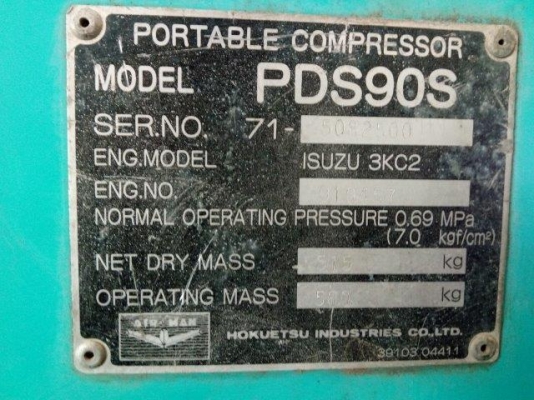 PORTABLE COMPRESSOR
MODEL PDS90S
SER.NO. 71-
ENG.MODEL ISUZU 3KC2
ENG.NO.
NORMAL OPERATING PRESSURE 0.69 MPa
(7.0 kgf/cm²)
NET DRY MASS kg
OPERATING MASS kg
AIRMAN
HOKUETSU INDUSTRIES CO.,LTD.
39103 04411